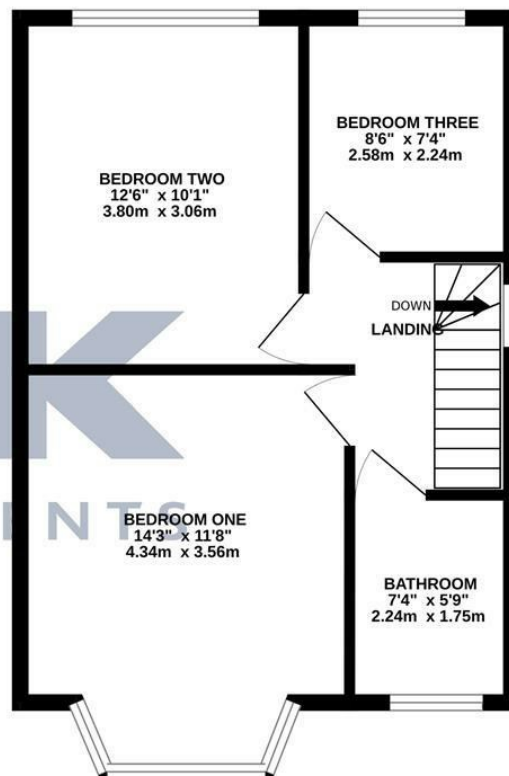 BEDROOM THREE
8'6" x 7'4"
2.58m x 2.24m
BEDROOM TWO
12'6" x 10'1"
3.80m x 3.06m
DOWN
LANDING
K
ENTS
BEDROOM ONE
14'3" x 11'8"
4.34m x 3.56m
BATHROOM
7'4" x 5'9"
2.24m x 1.75m